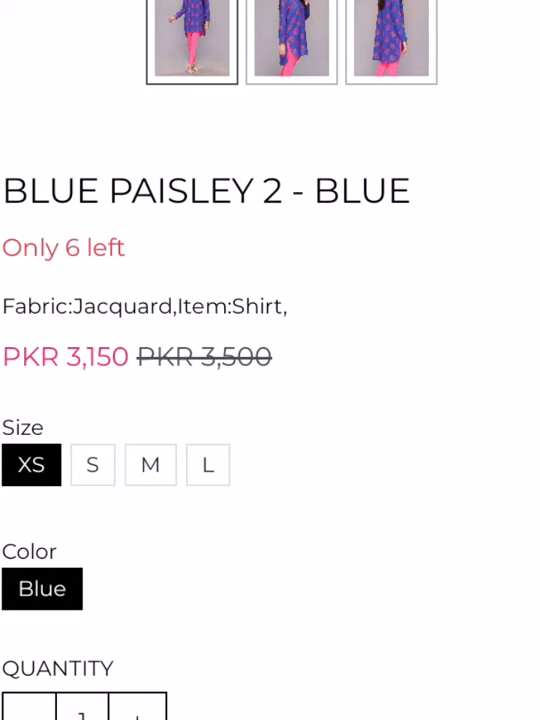 BLUE PAISLEY 2 - BLUE
Only 6 left
Fabric:Jacquard,Item:Shirt,
PKR 3,150 PKR 3,500
Size
XS S M L
Color
Blue
QUANTITY
1 +